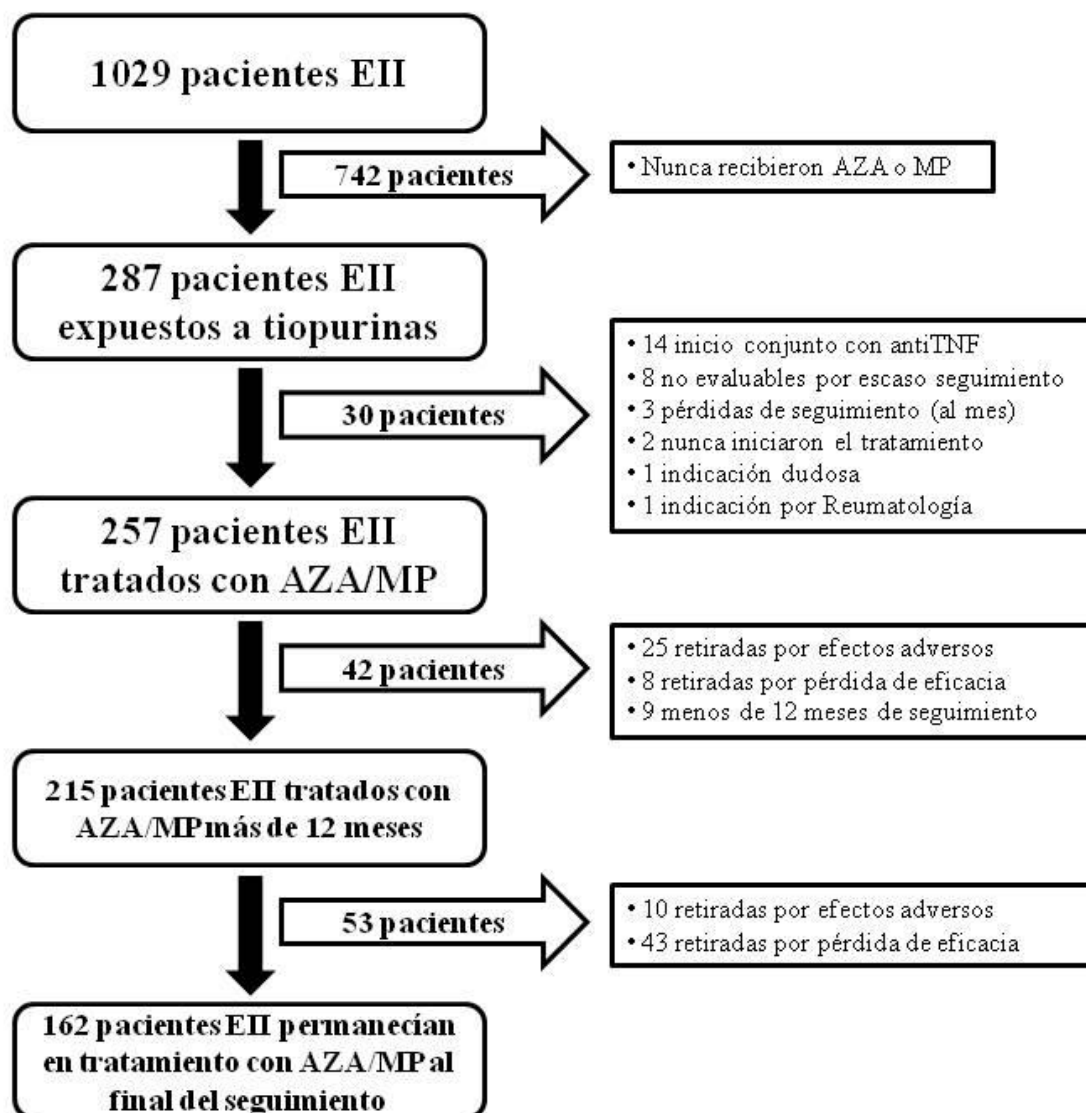 1029 pacientes EII
742 pacientes
• Nunca recibieron AZA o MP
287 pacientes EII
expuestos a tiopurinas
30 pacientes
• 14 inicio conjunto con antiTNF
• 8 no evaluables por escaso seguimiento
• 3 pérdidas de seguimiento (al mes)
• 2 nunca iniciaron el tratamiento
• 1 indicación dudosa
• 1 indicación por Reumatología
257 pacientes EII
tratados con AZA/MP
42 pacientes
• 25 retiradas por efectos adversos
• 8 retiradas por pérdida de eficacia
• 9 menos de 12 meses de seguimiento
215 pacientes EII tratados con
AZA/MP más de 12 meses
53 pacientes
• 10 retiradas por efectos adversos
• 43 retiradas por pérdida de eficacia
162 pacientes EII permanecían
en tratamiento con AZA/MP al
final del seguimiento